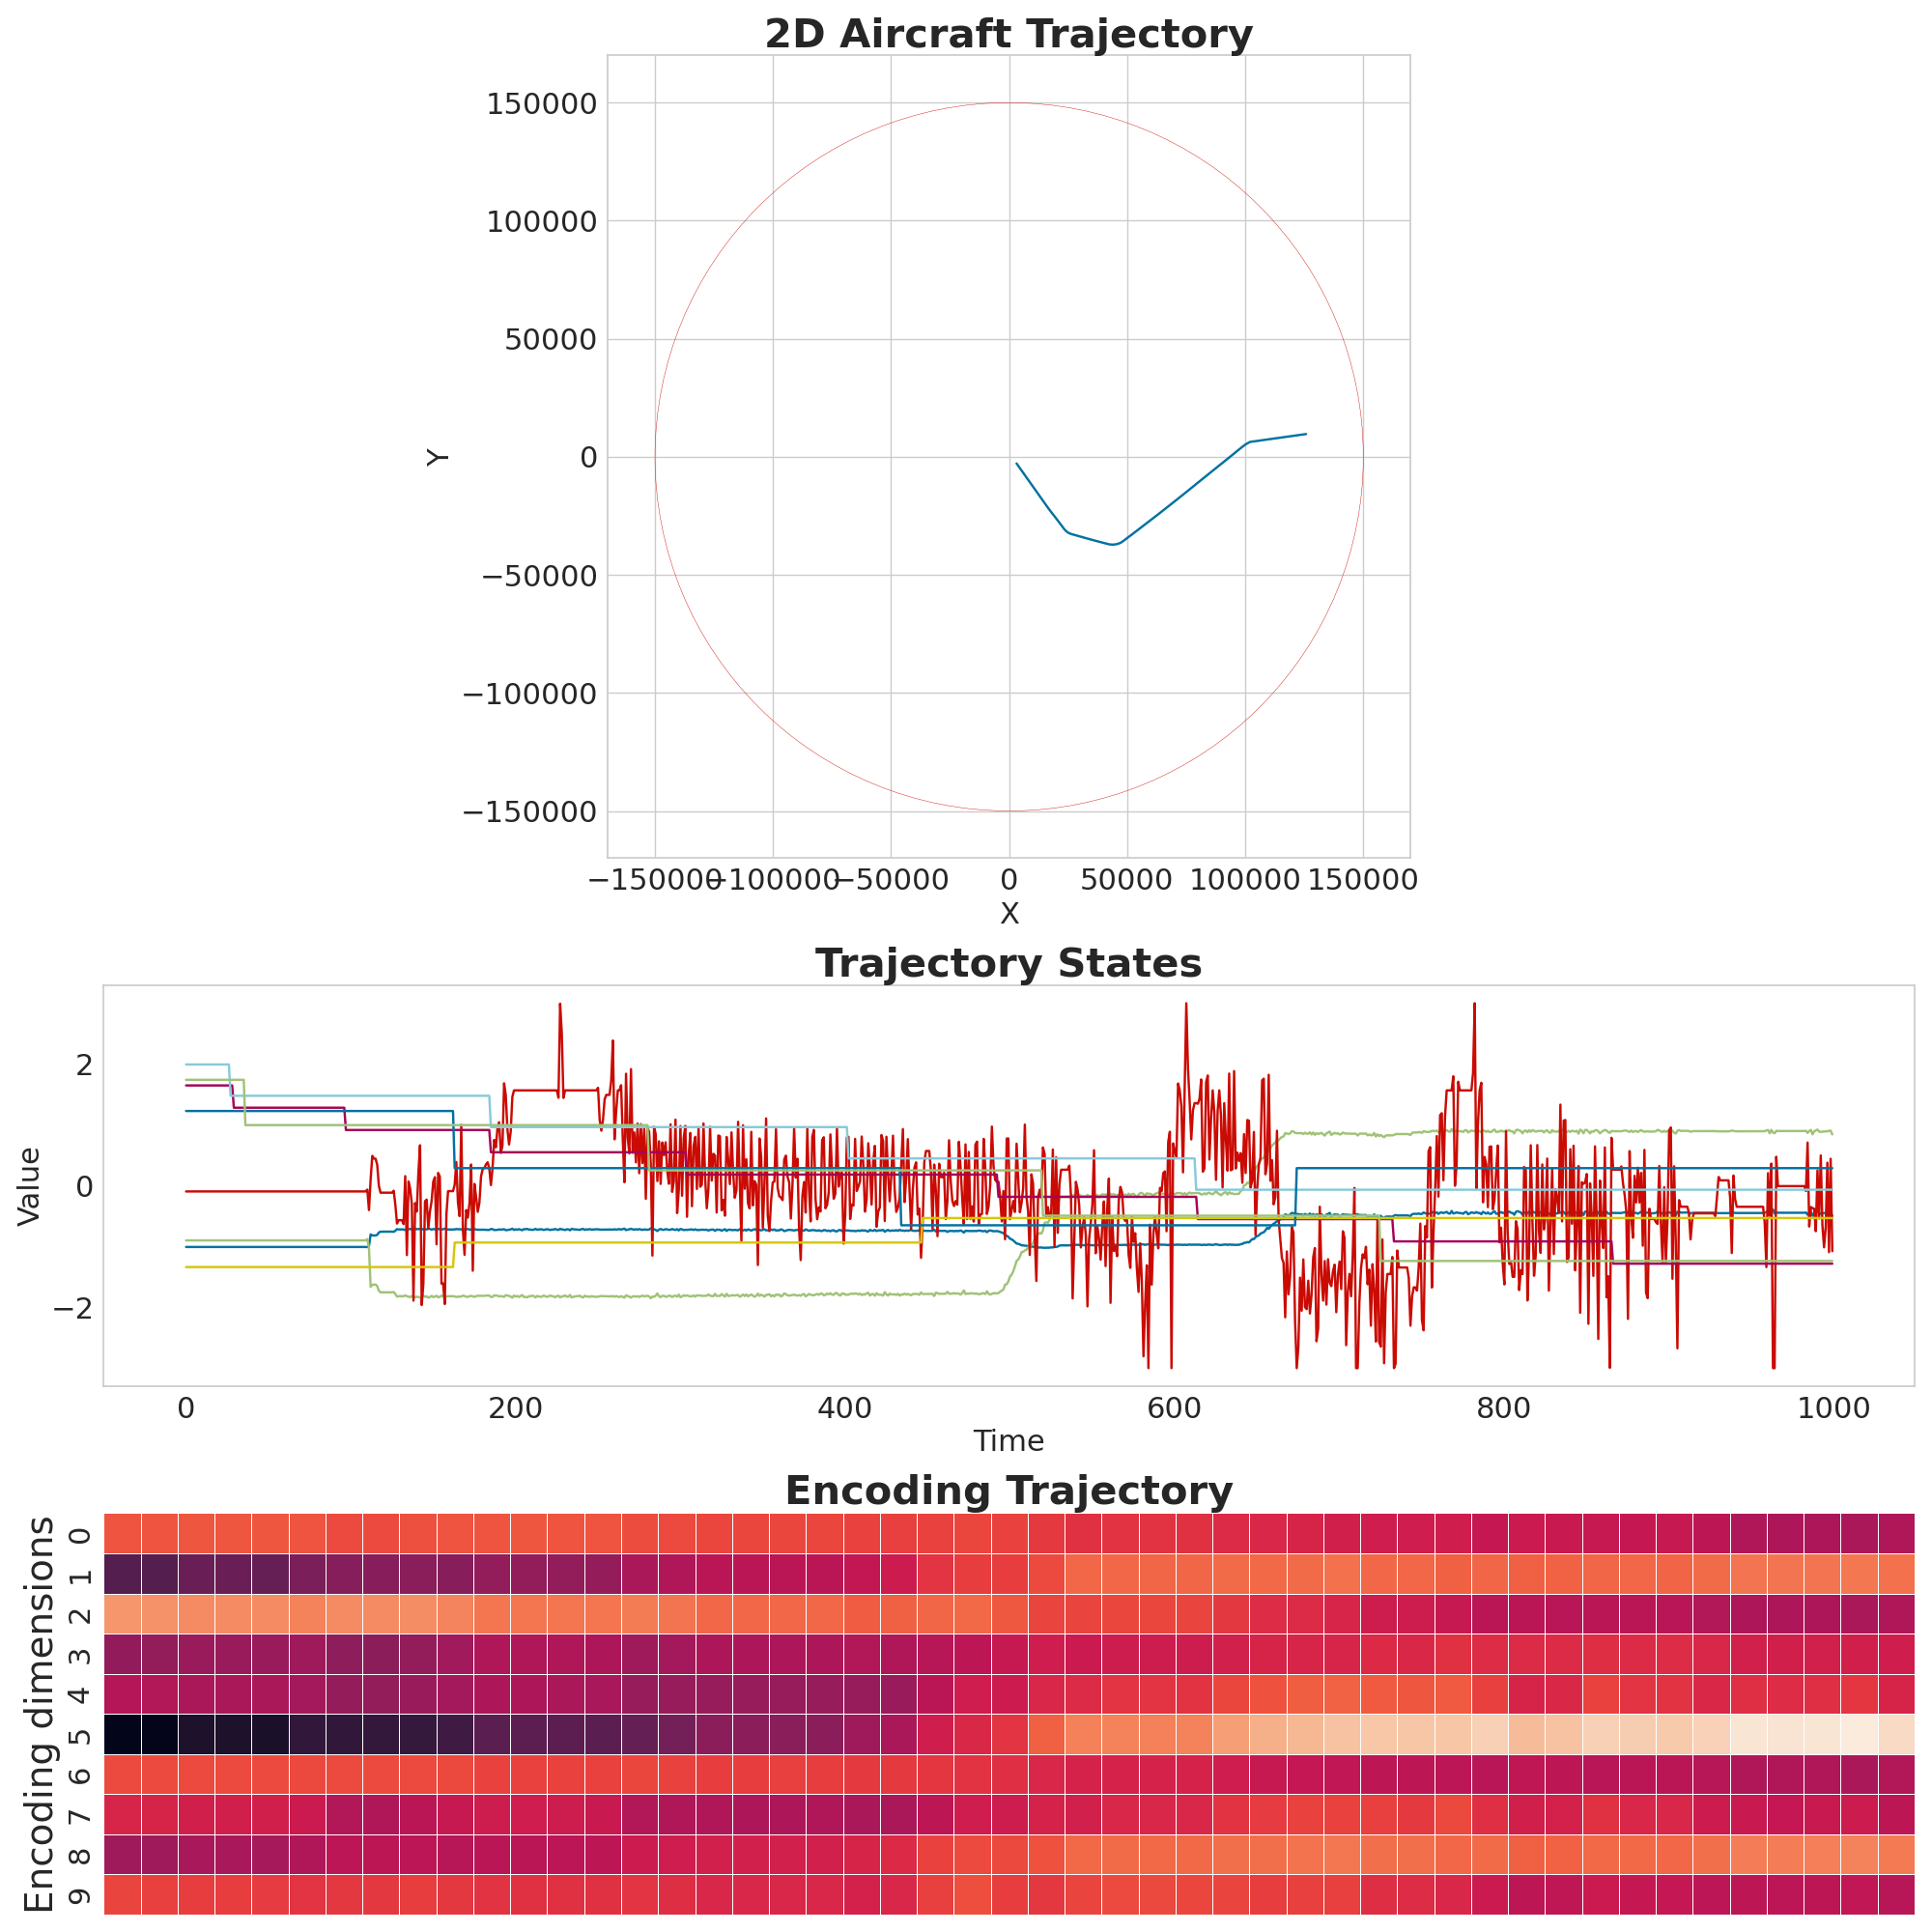 2D Aircraft Trajectory
150000
100000
50000
0
−50000
−100000
−150000
Y
−150000 −100000 −50000 0 50000 100000 150000
X
Trajectory States
2
0
−2
Value
0 200 400 600 800 1000
Time
Encoding Trajectory
0
1
2
3
4
5
6
7
8
9
Encoding dimensions